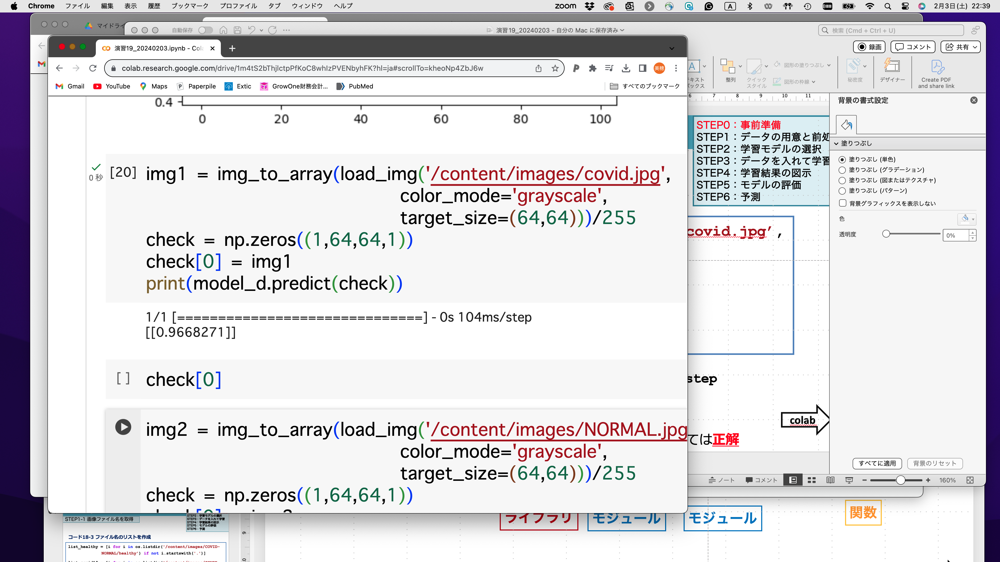 Chrome ファイル 編集 表示 履歴 ブックマーク プロファイル タブ ウィンドウ ヘルプ
zoom A 2月3日(土) 22:39
マイドライ
自動保存
演習19_20240203 - 自分の Mac に保存済み
検索 (Cmd + Ctrl + U)
録画 コメント 共有
演習19_20240203.ipynb - Cola
colab.research.google.com/drive/1m4tS2bThjlctpPfKoC8whIzPVENbyhFK?hl=ja#scrollTo=kheoNp4ZbJ6w
美穂
Gmail YouTube Maps Paperpile Extic GrowOne財務会計... PubMed すべてのブックマーク
キスト
ックス
整列
クイック
スタイル
図形の塗りつぶし
図形の枠線
秘密度
デザイナー
Create PDF
and share link
6 7 8 9 10 11
0.4
0 20 40 60 80 100
0 秒
[20] img1 = img_to_array(load_img('/content/images/covid.jpg',
color_mode='grayscale',
target_size=(64,64)))/255
check = np.zeros((1,64,64,1))
check[0] = img1
print(model_d.predict(check))
1/1 [==============================] - 0s 104ms/step
[[0.9668271]]
[ ] check[0]
img2 = img_to_array(load_img('/content/images/NORMAL.jpg
color_mode='grayscale',
target_size=(64,64)))/255
check = np.zeros((1,64,64,1))
STEP0：事前準備
STEP1：データの用意と前処
STEP2：学習モデルの選択
STEP3：データを入れて学習
STEP4：学習結果の図示
STEP5：モデルの評価
STEP6：予測
covid.jpg',
step
colab
ては正解
背景の書式設定
塗りつぶし
塗りつぶし (単色)
塗りつぶし (グラデーション)
塗りつぶし (図またはテクスチャ)
塗りつぶし (パターン)
背景グラフィックスを表示しない
色
透明度 0%
すべてに適用 背景のリセット
ノート コメント 160%
ライブラリ モジュール モジュール 関数
STEP1-1 画像ファイル名を取得
STEP2：学習モデルの選択
STEP3：データを入れて学習
STEP4：学習結果の図示
STEP5：モデルの評価
STEP6：予測
コード18-3 ファイル名のリストを作成
list_healthy = [i for i in os.listdir('/content/images/COVID-
NORMAL/healthy') if not i.startswith('.')]
9